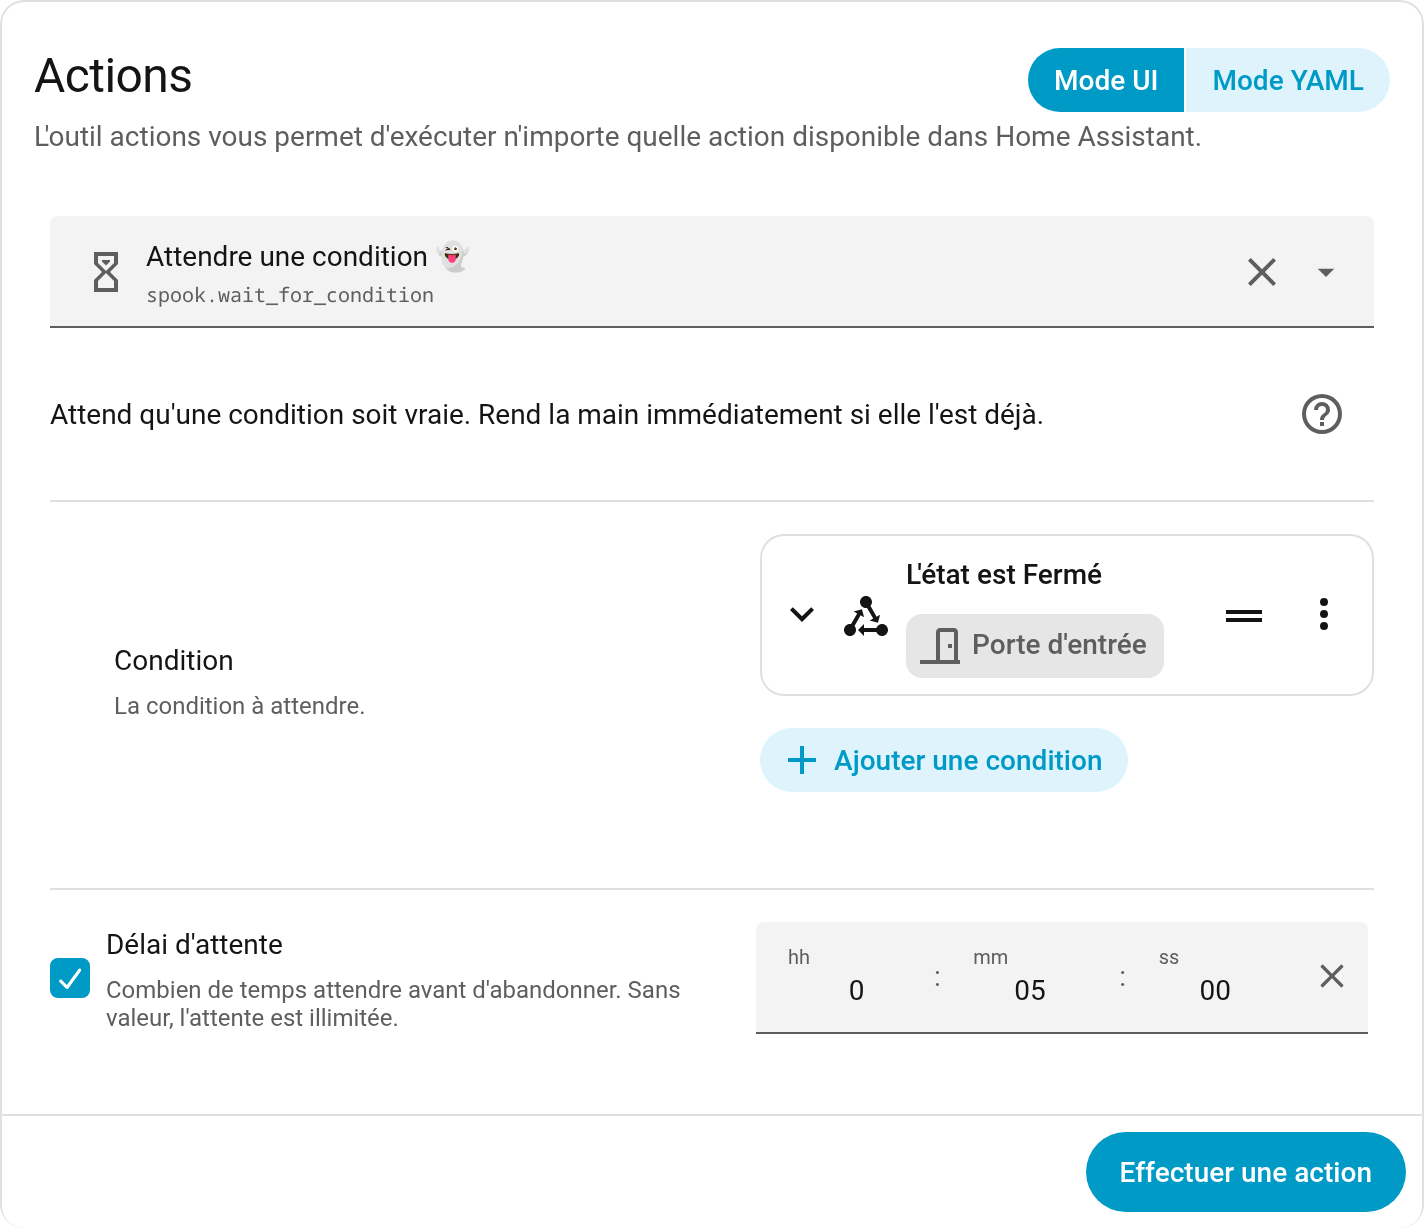 Actions
Mode UI
Mode YAML
L'outil actions vous permet d'exécuter n'importe quelle action disponible dans Home Assistant.
Attendre une condition 👻
spook.wait_for_condition
Attend qu'une condition soit vraie. Rend la main immédiatement si elle l'est déjà.
Condition
La condition à attendre.
L'état est Fermé
Porte d'entrée
Ajouter une condition
Délai d'attente
Combien de temps attendre avant d'abandonner. Sans
valeur, l'attente est illimitée.
hh mm ss
0 : 05 : 00
Effectuer une action